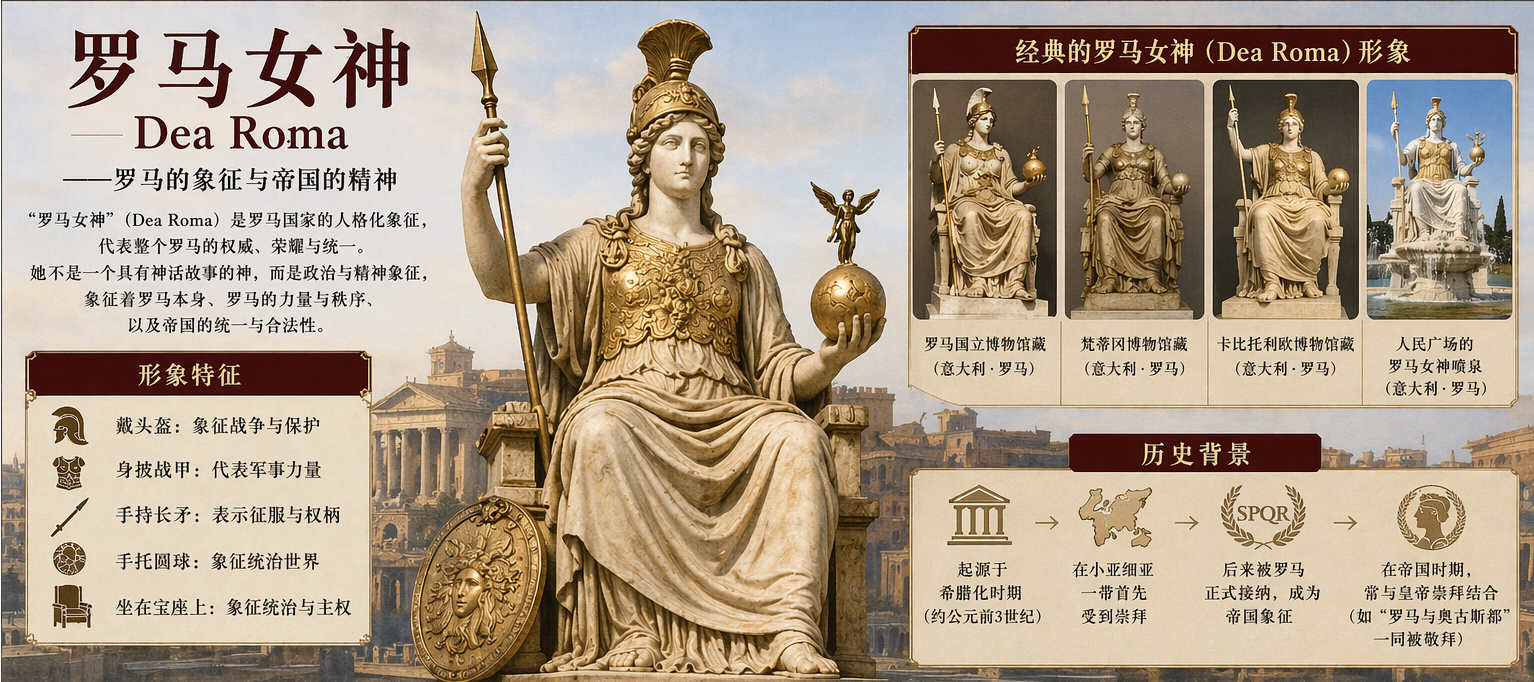 罗马女神
Dea Roma
——罗马的象征与帝国的精神
“罗马女神”（Dea Roma）是罗马国家的人格化象征，
代表整个罗马的权威、荣耀与统一。
她不是一个具有神话故事的神，而是政治与精神象征，
象征着罗马本身、罗马的力量与秩序、
以及帝国的统一与合法性。
形象特征
戴头盔：象征战争与保护
身披战甲：代表军事力量
手持长矛：表示征服与权柄
手托圆球：象征统治世界
坐在宝座上：象征统治与主权
经典的罗马女神（Dea Roma）形象
罗马国立博物馆藏
（意大利·罗马）
梵蒂冈博物馆藏
（意大利·罗马）
卡比托利欧博物馆藏
（意大利·罗马）
人民广场的
罗马女神喷泉
（意大利·罗马）
历史背景
起源于
希腊化时期
（约公元前3世纪）
在小亚细亚
一带首先
受到崇拜
SPQR
后来被罗马
正式接纳，成为
帝国象征
在帝国时期，
常与皇帝崇拜结合
（如“罗马与奥古斯都”
一同被敬拜）